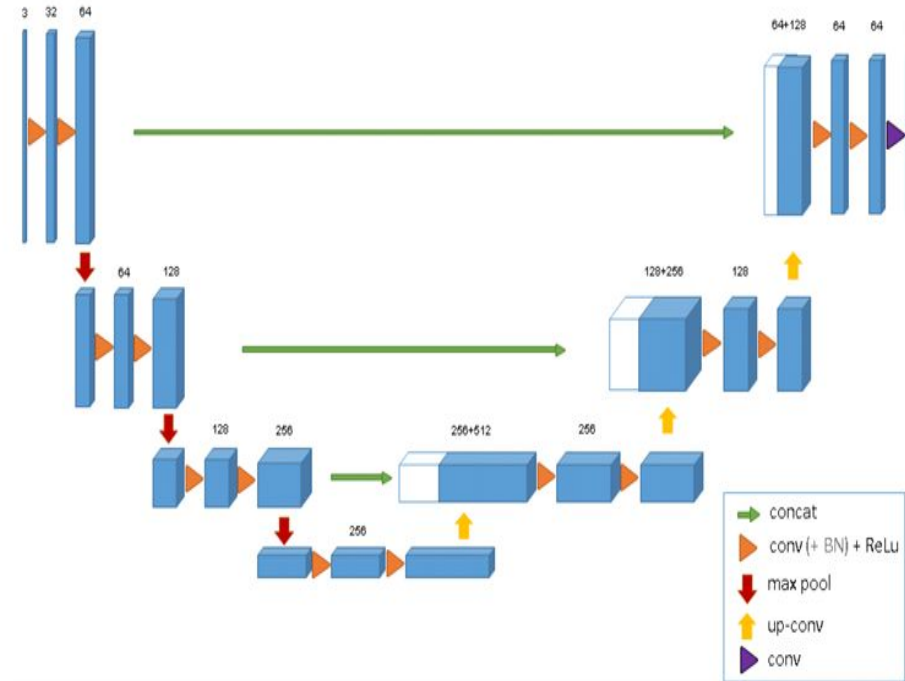 3 32 64
64+128 64 64
64 128
128+256 128
128 256
256+512 256
256
concat
conv (+ BN) + ReLu
max pool
up-conv
conv